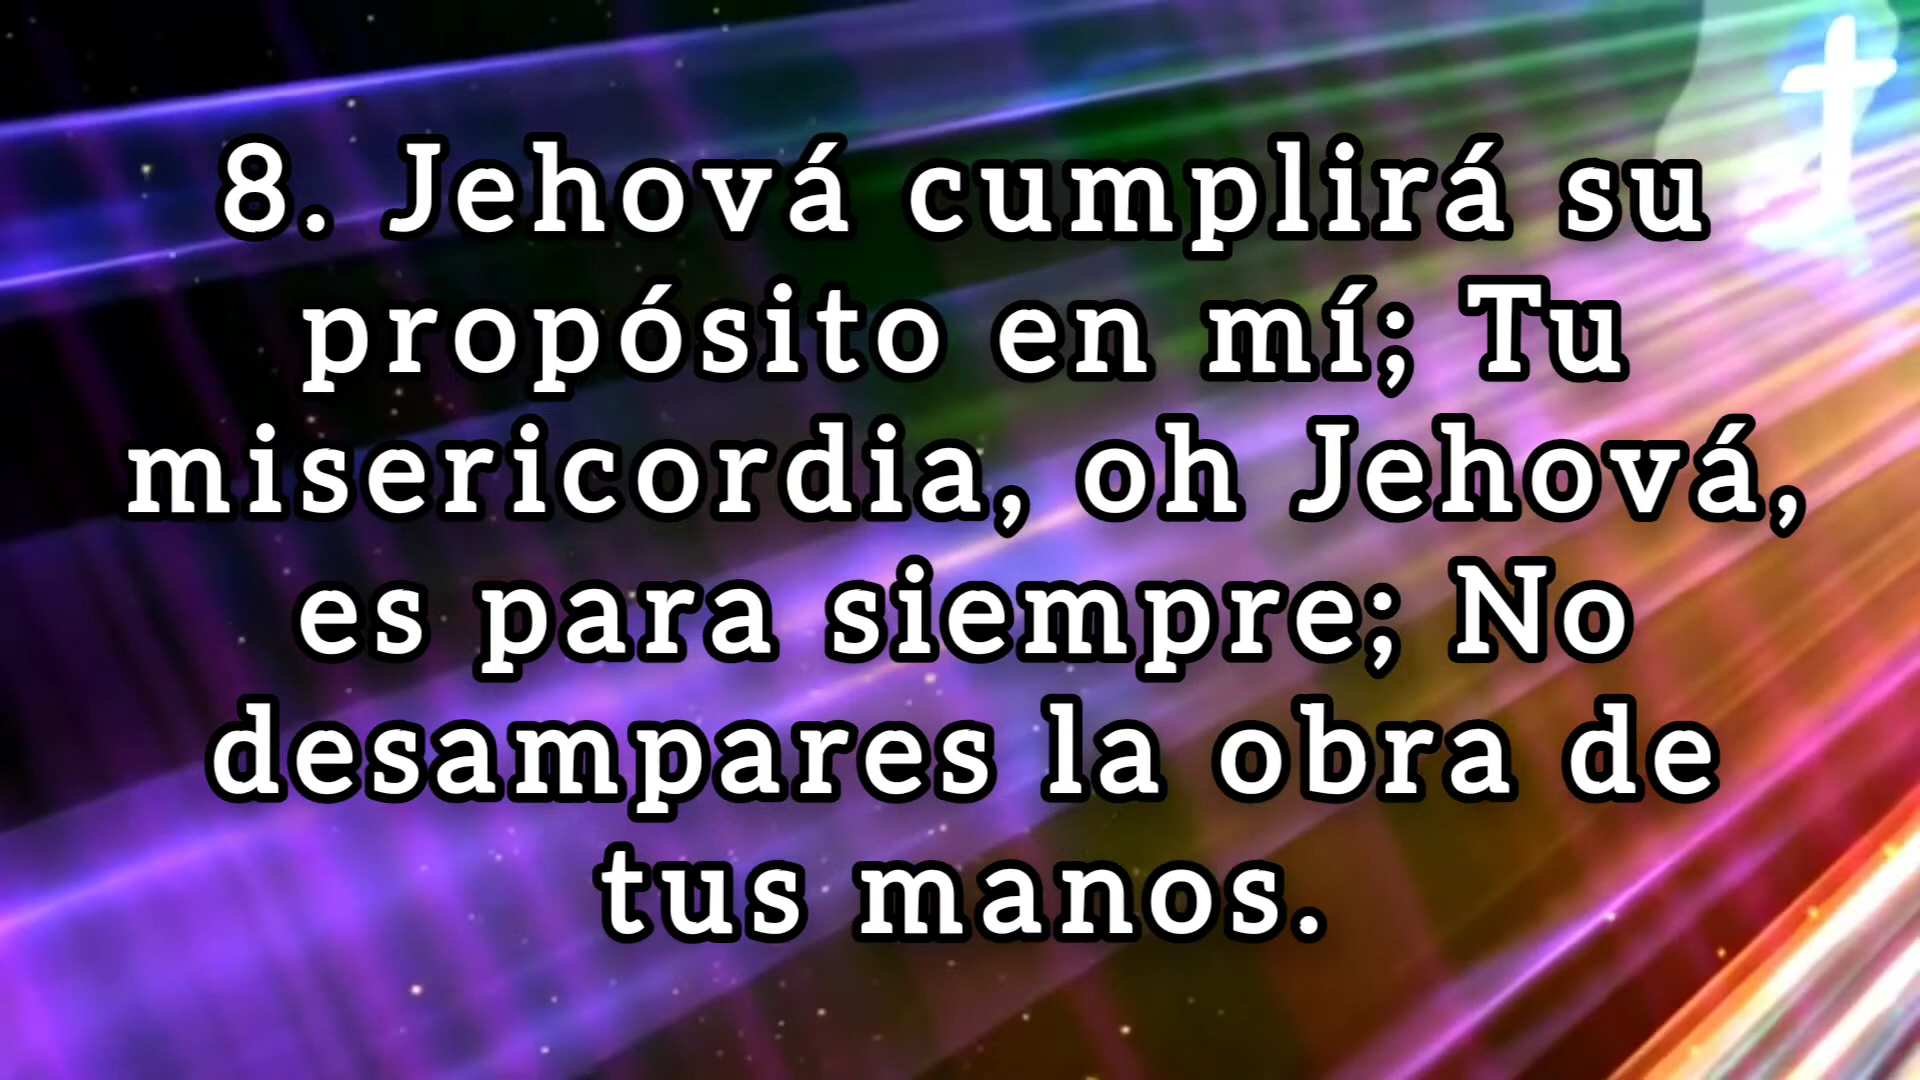 8. Jehová cumplirá su
propósito en mí; Tu
misericordia, oh Jehová,
es para siempre; No
desampares la obra de
tus manos.